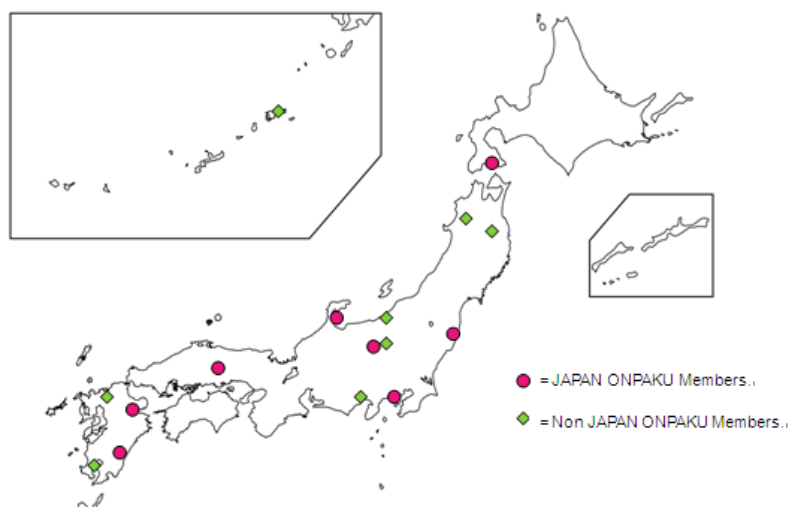 = JAPAN ONPAKU Members.,
= Non JAPAN ONPAKU Members.,